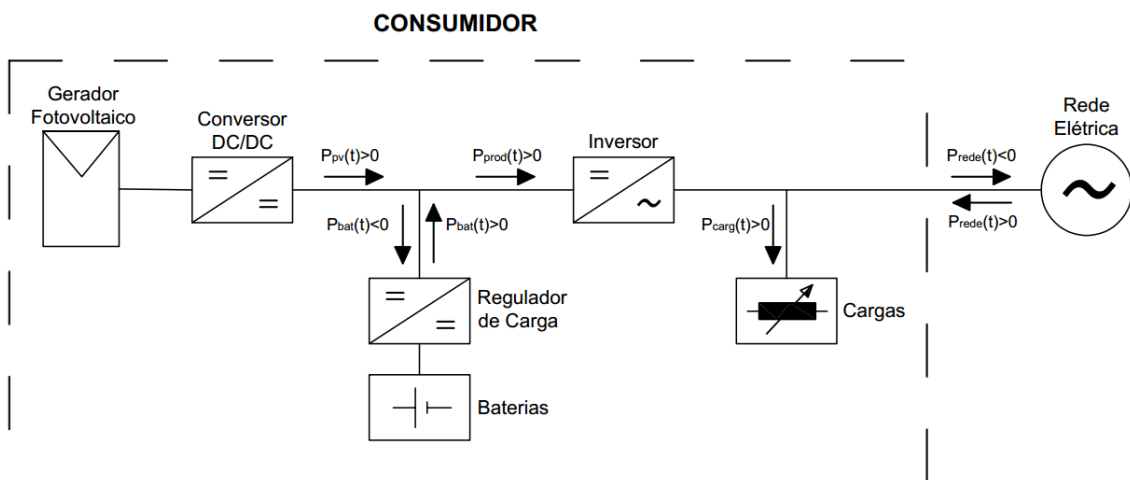 CONSUMIDOR
Gerador
Fotovoltaico
Conversor
DC/DC
Ppv(t)>0
Pprod(t)>0
Inversor
Prede(t)<0
Rede
Elétrica
Pbat(t)<0
Pbat(t)>0
Pcarg(t)>0
Prede(t)>0
Regulador
de Carga
Cargas
Baterias